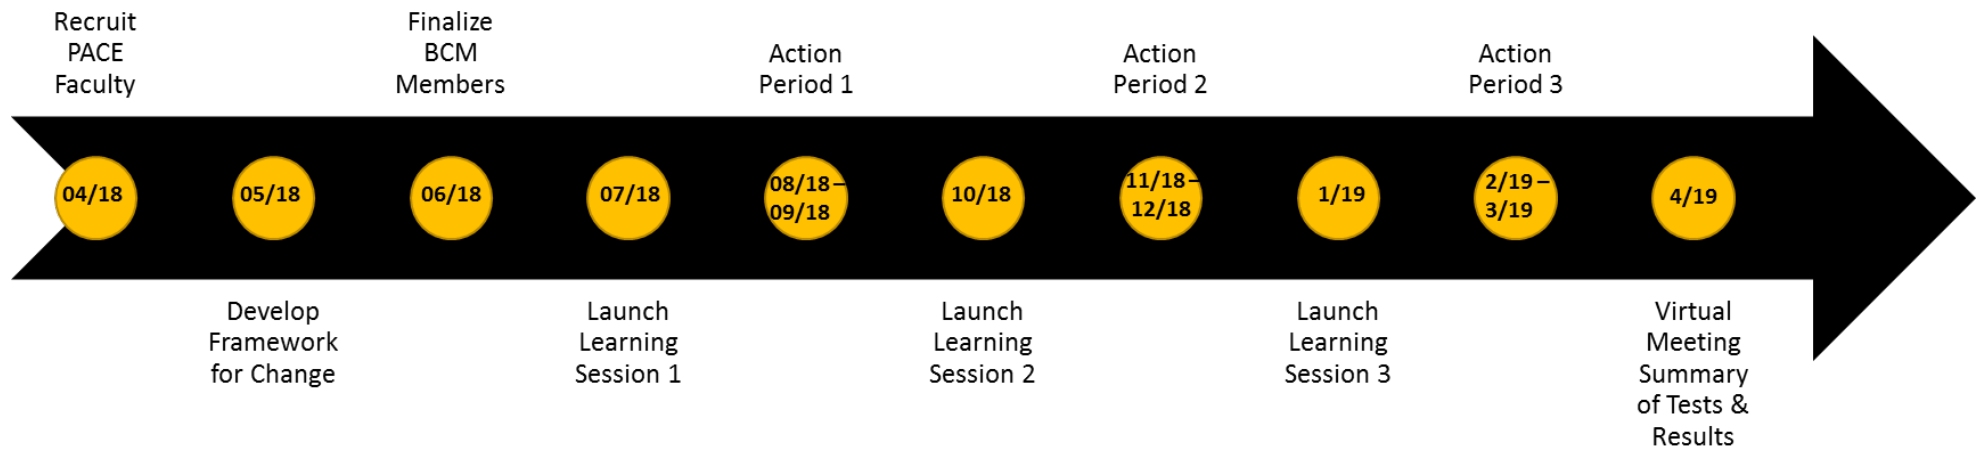 Recruit
PACE
Faculty
Finalize
BCM
Members
Action
Period 1
Action
Period 2
Action
Period 3
04/18
05/18
06/18
07/18
08/18–
09/18
10/18
11/18–
12/18
1/19
2/19 –
3/19
4/19
Develop
Framework
for Change
Launch
Learning
Session 1
Launch
Learning
Session 2
Launch
Learning
Session 3
Virtual
Meeting
Summary
of Tests &
Results